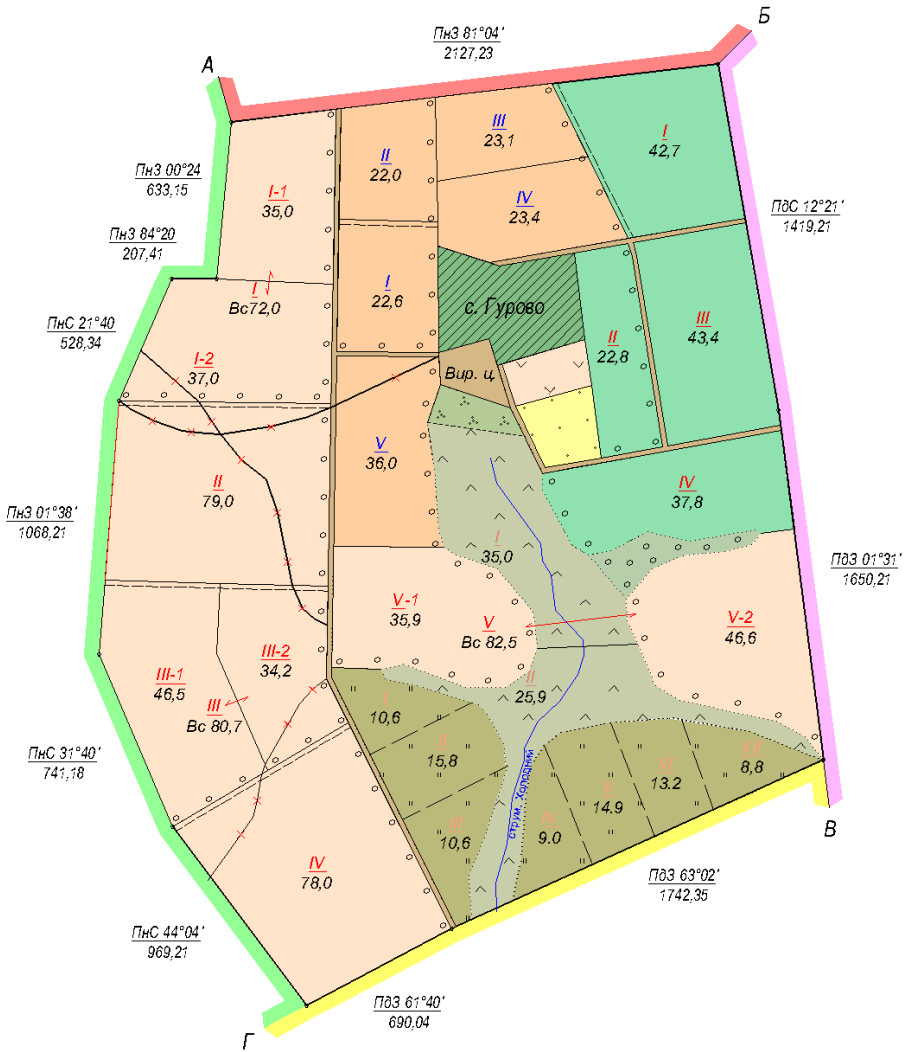 ПнЗ 81°04'
2127,23
Б
А
ПнЗ 00°24
633,15
ПнЗ 84°20
207,41
ПнС 21°40
528,34
ПнЗ 01°38'
1068,21
ПнС 31°40'
741,18
ПнС 44°04'
969,21
Г
ПдЗ 61°40'
690,04
ПдЗ 63°02'
1742,35
В
ПдЗ 01°31'
1650,21
ПдС 12°21'
1419,21
I-1
35,0
I
Вс72,0
I-2
37,0
II
79,0
III-1
46,5
III-2
34,2
III
Вс 80,7
IV
78,0
II
22,0
III
23,1
IV
23,4
I
22,6
V
36,0
I
42,7
II
22,8
III
43,4
IV
37,8
с. Гурово
Вир. ц.
I
35,0
V-1
35,9
V
Вс 82,5
V-2
46,6
II
25,9
I
10,6
II
15,8
III
10,6
IV
9.0
V
14.9
VI
13.2
VII
8,8
струм. Холодний